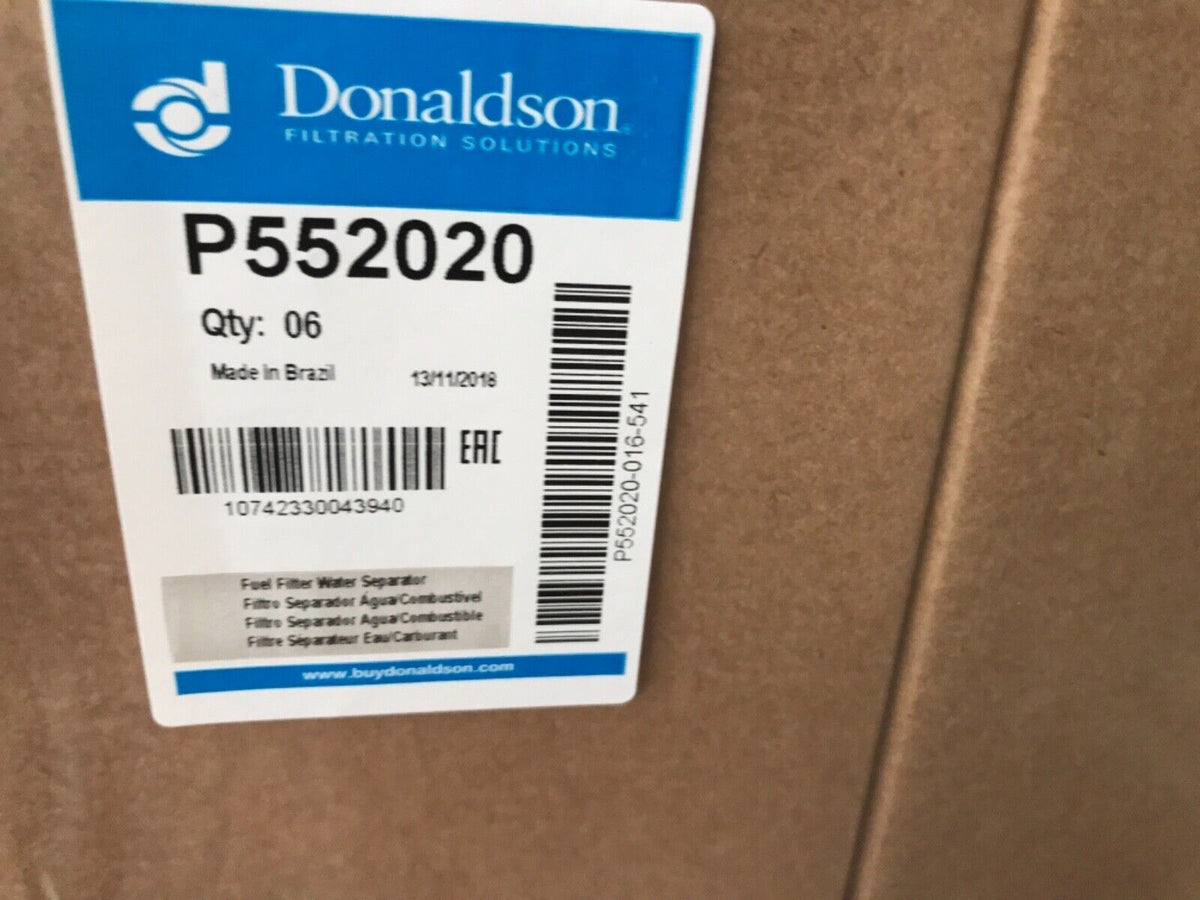 Donaldson
FILTRATION SOLUTIONS
P552020
Qty: 06
Made In Brazil 13/11/2018
EAC
10742330043940
P552020-016-541
Fuel Filter Water Separator
Filtro Separador Água/Combustível
Filtro Separador Agua/Combustible
Filtre Séparateur Eau/Carburant
www.buydonaldson.com